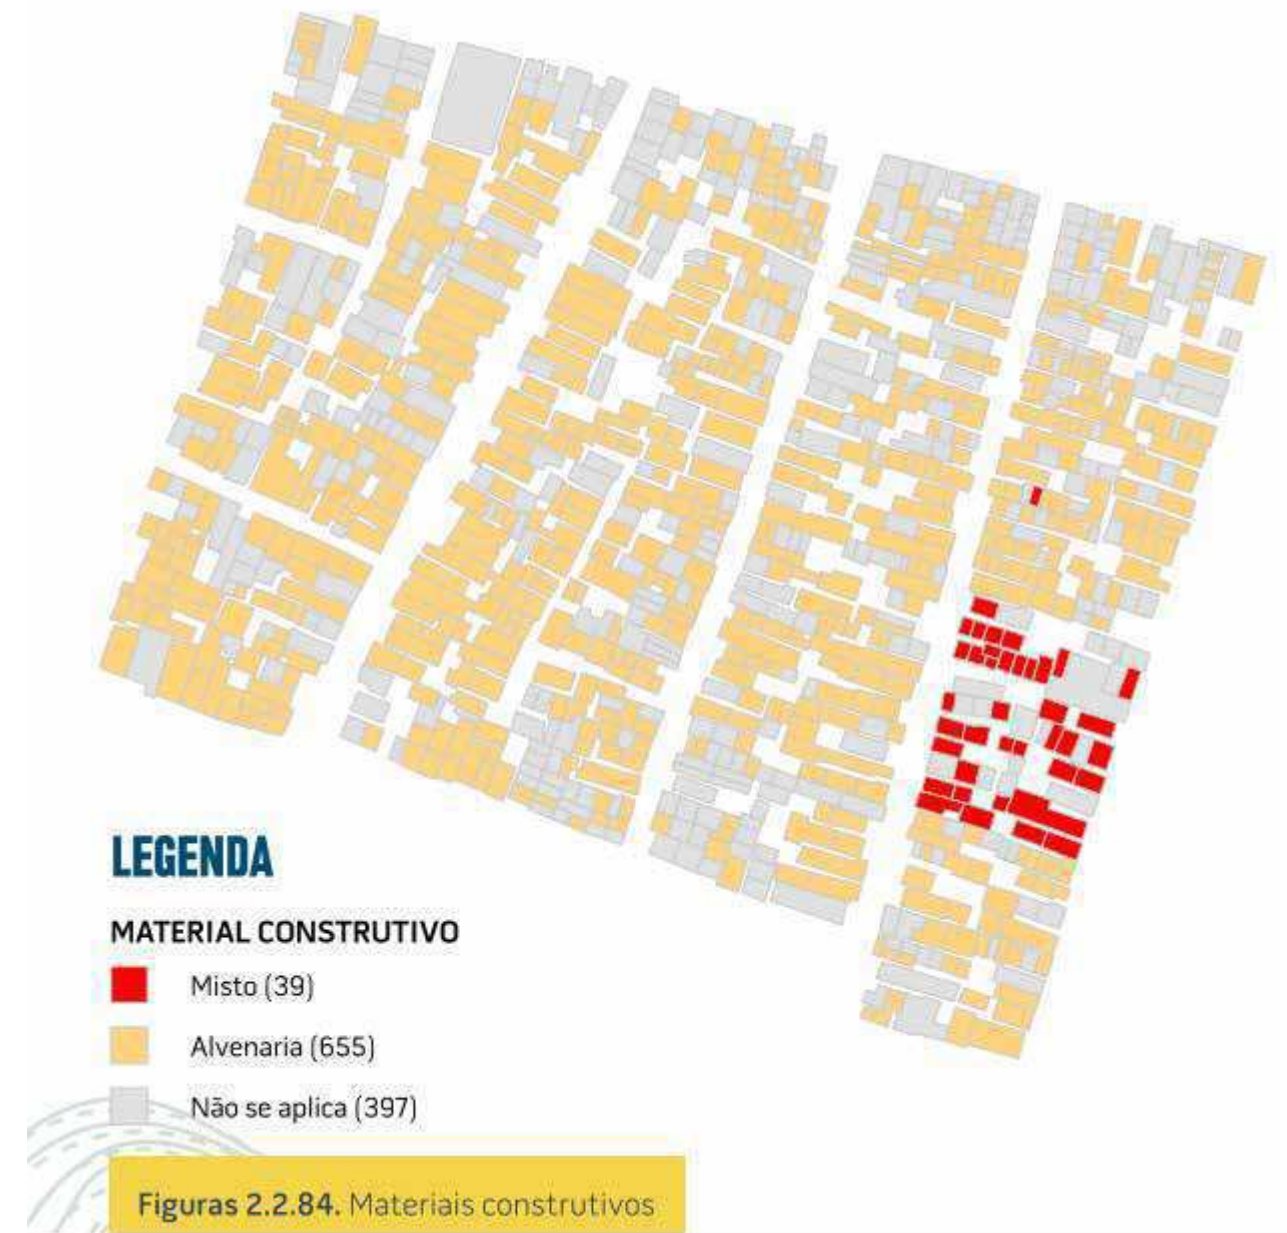 LEGENDA
MATERIAL CONSTRUTIVO
Misto (39)
Alvenaria (655)
Não se aplica (397)
Figuras 2.2.84. Materiais construtivos